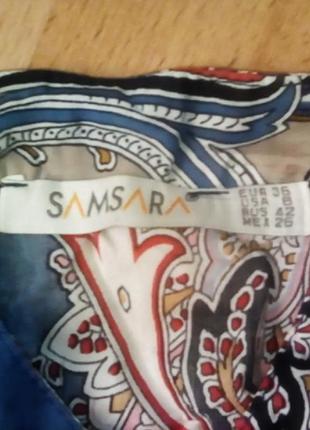 SAMSARA
EUR 36
USA 6
RUS 42
MEX 26